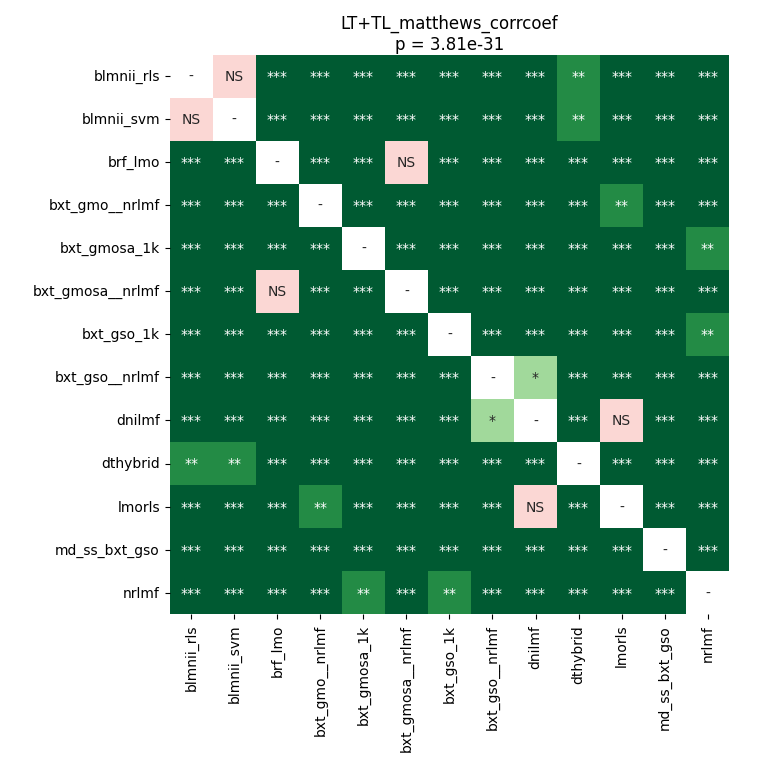 LT+TL_matthews_corrcoef
p = 3.81e-31
blmnii_rls - NS *** *** *** *** *** *** *** ** *** *** ***
blmnii_svm NS - *** *** *** *** *** *** *** ** *** *** ***
brf_lmo *** *** - *** *** NS *** *** *** *** *** *** ***
bxt_gmo__nrlmf *** *** *** - *** *** *** *** *** *** ** *** ***
bxt_gmosa_1k *** *** *** *** - *** *** *** *** *** *** *** **
bxt_gmosa__nrlmf *** *** NS *** *** - *** *** *** *** *** *** ***
bxt_gso_1k *** *** *** *** *** *** - *** *** *** *** *** **
bxt_gso__nrlmf *** *** *** *** *** *** *** - * *** *** *** ***
dnilmf *** *** *** *** *** *** *** * - *** NS *** ***
dthybrid ** ** *** *** *** *** *** *** *** - *** *** ***
lmorls *** *** *** ** *** *** *** *** NS *** - *** ***
md_ss_bxt_gso *** *** *** *** *** *** *** *** *** *** *** - ***
nrlmf *** *** *** *** ** *** ** *** *** *** *** *** -
blmnii_rls
blmnii_svm
brf_lmo
bxt_gmo__nrlmf
bxt_gmosa_1k
bxt_gmosa__nrlmf
bxt_gso_1k
bxt_gso__nrlmf
dnilmf
dthybrid
lmorls
md_ss_bxt_gso
nrlmf